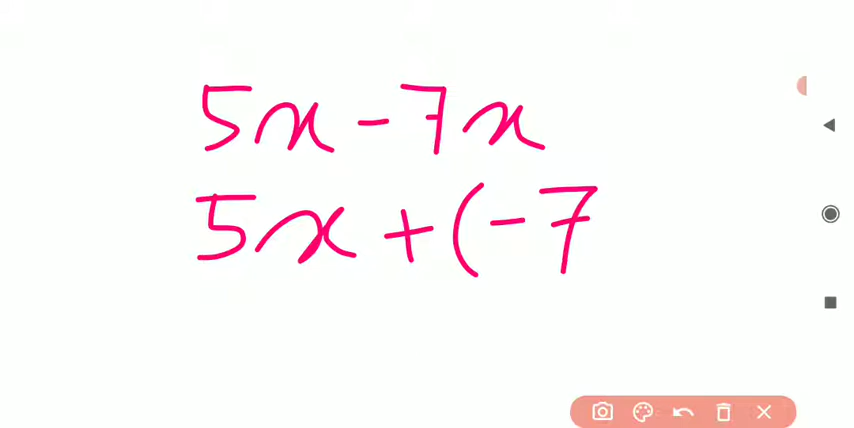 5x - 7x
5x + (-7